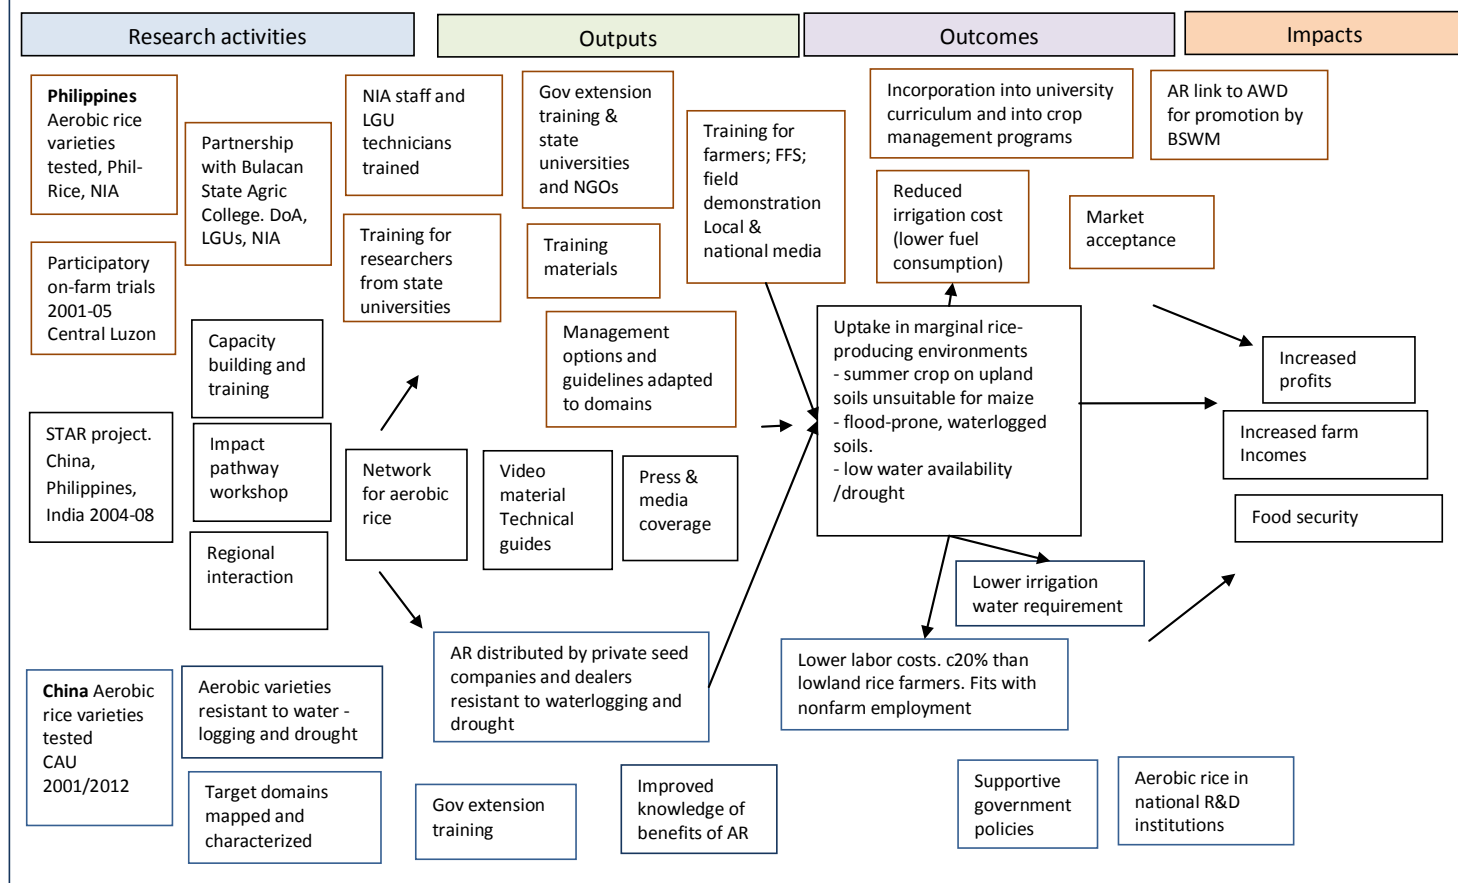 Research activities
Outputs
Outcomes
Impacts
Philippines
Aerobic rice
varieties
tested, Phil-
Rice, NIA
Partnership
with Bulacan
State Agric
College. DoA,
LGUs, NIA
NIA staff and
LGU
technicians
trained
Gov extension
training &
state
universities
and NGOs
Training for
farmers; FFS;
field
demonstration
Local &
national media
Incorporation into university
curriculum and into crop
management programs
AR link to AWD
for promotion by
BSWM
Participatory
on-farm trials
2001-05
Central Luzon
Training for
researchers
from state
universities
Training
materials
Reduced
irrigation cost
(lower fuel
consumption)
Market
acceptance
Capacity
building and
training
Management
options and
guidelines adapted
to domains
Uptake in marginal rice-
producing environments
- summer crop on upland
soils unsuitable for maize
- flood-prone, waterlogged
soils.
- low water availability
/drought
Increased
profits
STAR project.
China,
Philippines,
India 2004-08
Impact
pathway
workshop
Network
for aerobic
rice
Video
material
Technical
guides
Press &
media
coverage
Increased farm
Incomes
Food security
Regional
interaction
Lower irrigation
water requirement
AR distributed by private seed
companies and dealers
resistant to waterlogging and
drought
Lower labor costs. c20% than
lowland rice farmers. Fits with
nonfarm employment
China Aerobic
rice varieties
tested
CAU
2001/2012
Aerobic varieties
resistant to water -
logging and drought
Target domains
mapped and
characterized
Gov extension
training
Improved
knowledge of
benefits of AR
Supportive
government
policies
Aerobic rice in
national R&D
institutions